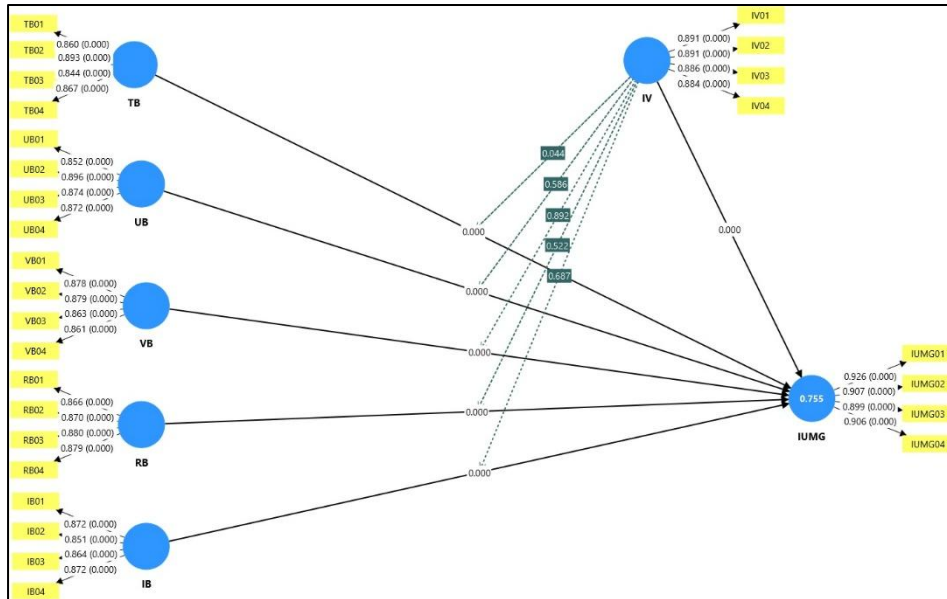 TB01
TB02
TB03
TB04
0.860 (0.000)
0.893 (0.000)
0.844 (0.000)
0.867 (0.000)
TB
UB01
UB02
UB03
UB04
0.852 (0.000)
0.896 (0.000)
0.874 (0.000)
0.872 (0.000)
UB
VB01
VB02
VB03
VB04
0.878 (0.000)
0.879 (0.000)
0.863 (0.000)
0.861 (0.000)
VB
RB01
RB02
RB03
RB04
0.866 (0.000)
0.870 (0.000)
0.880 (0.000)
0.879 (0.000)
RB
IB01
IB02
IB03
IB04
0.872 (0.000)
0.851 (0.000)
0.864 (0.000)
0.872 (0.000)
IB
0.000
0.000
0.000
0.000
0.000
0.044
0.586
0.892
0.522
0.687
IV
0.891 (0.000)
0.891 (0.000)
0.886 (0.000)
0.884 (0.000)
IV01
IV02
IV03
IV04
0.000
0.755
IUMG
0.926 (0.000)
0.907 (0.000)
0.899 (0.000)
0.906 (0.000)
IUMG01
IUMG02
IUMG03
IUMG04